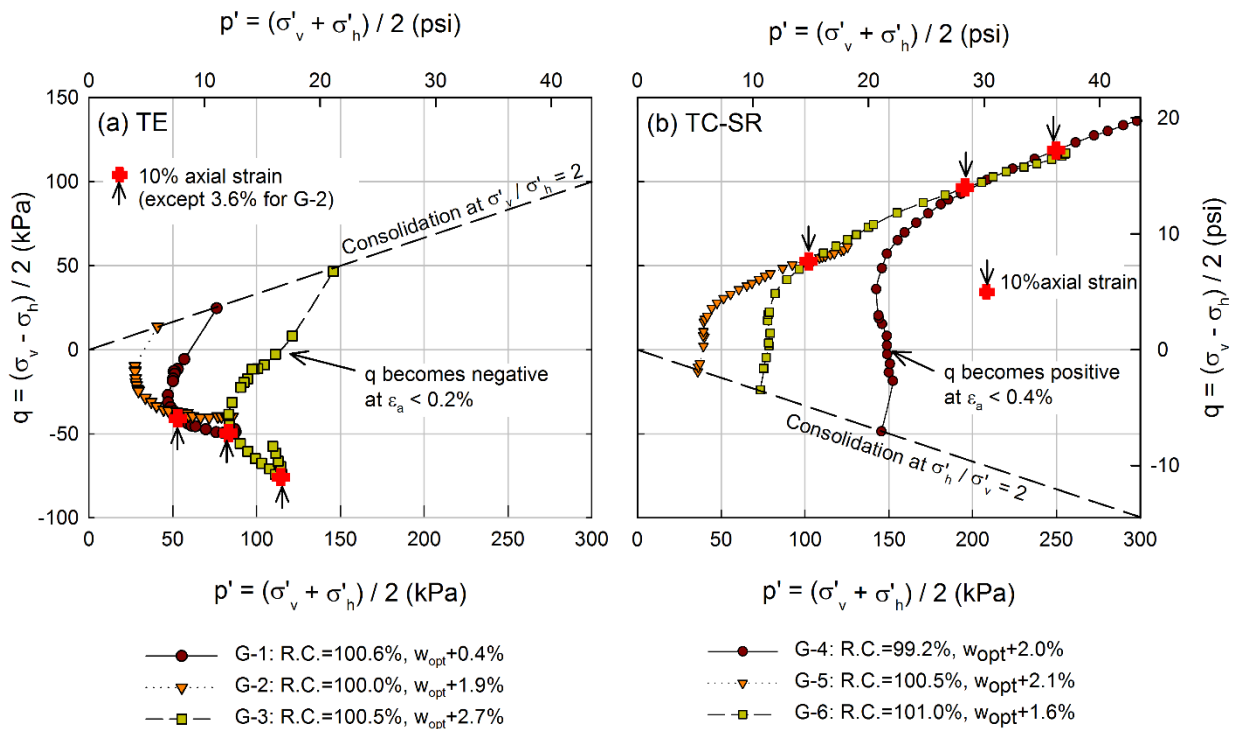 p' = (σ'v + σ'h) / 2 (psi)
p' = (σ'v + σ'h) / 2 (psi)
0 10 20 30 40
0 10 20 30 40
150
100
50
0
-50
-100
q = (σv - σh) / 2 (kPa)
(a) TE
10% axial strain
(except 3.6% for G-2)
Consolidation at σ'v / σ'h = 2
q becomes negative
at εa < 0.2%
0 50 100 150 200 250 300
p' = (σ'v + σ'h) / 2 (kPa)
(b) TC-SR
10%axial strain
q becomes positive
at εa < 0.4%
Consolidation at σ'h / σ'v = 2
20
10
0
-10
q = (σv - σh) / 2 (psi)
0 50 100 150 200 250 300
p' = (σ'v + σ'h) / 2 (kPa)
G-1: R.C.=100.6%, wopt+0.4%
G-2: R.C.=100.0%, wopt+1.9%
G-3: R.C.=100.5%, wopt+2.7%
G-4: R.C.=99.2%, wopt+2.0%
G-5: R.C.=100.5%, wopt+2.1%
G-6: R.C.=101.0%, wopt+1.6%